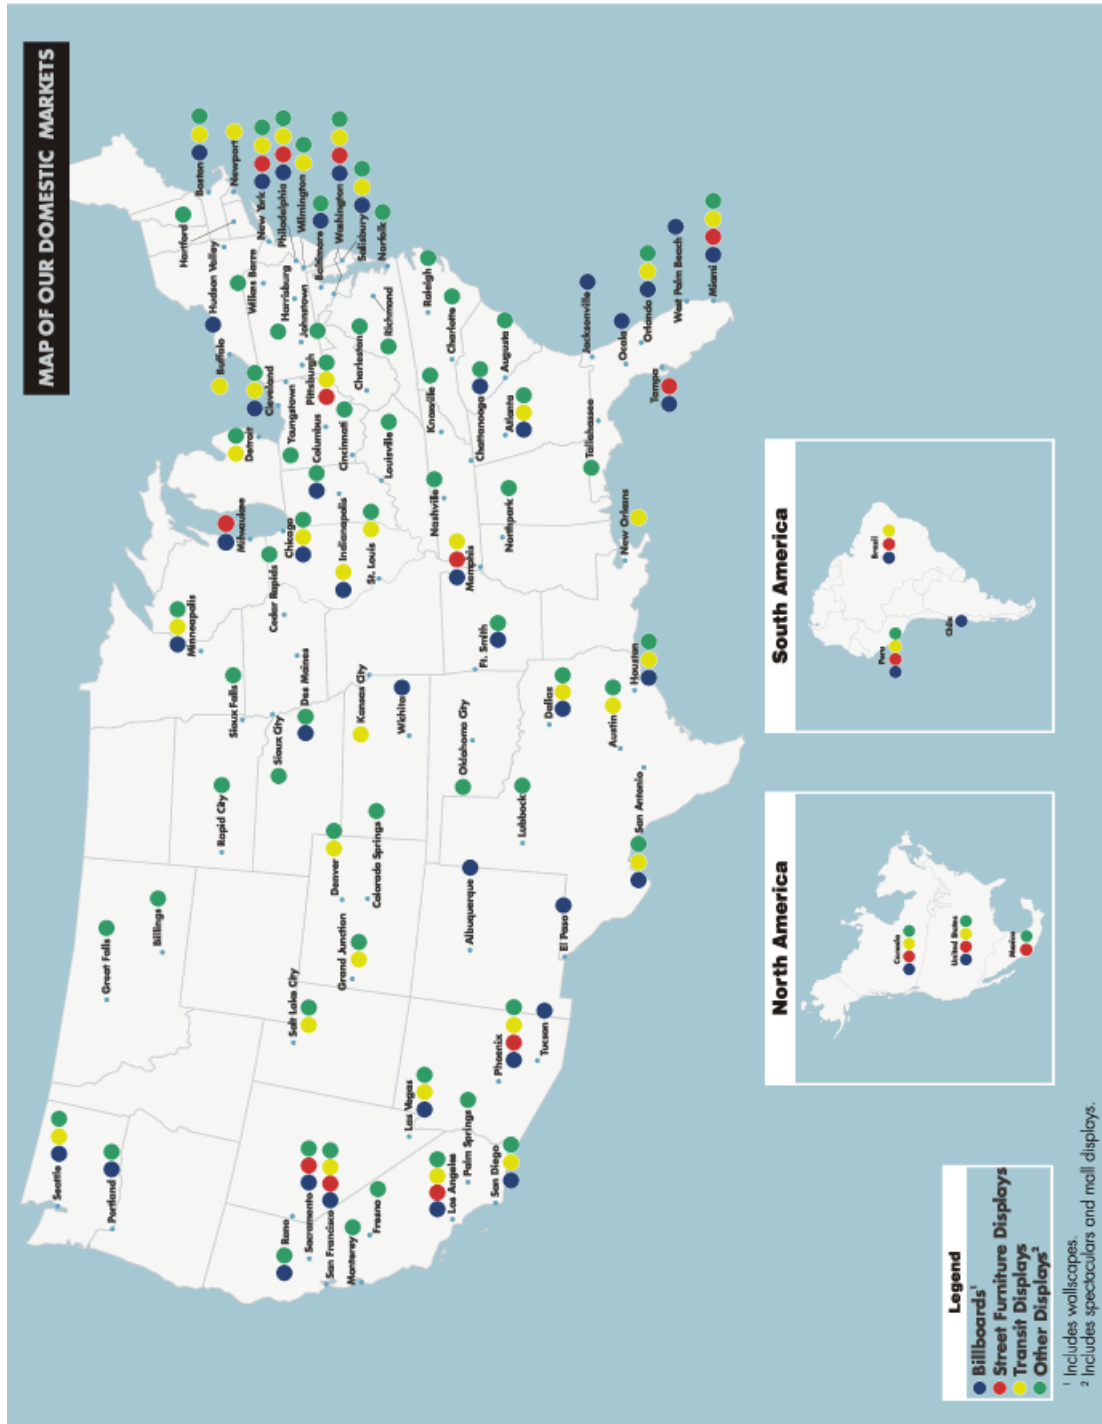 MAP OF OUR DOMESTIC MARKETS
Seattle
Portland
Great Falls
Billings
Rapid City
Sioux Falls
Minneapolis
Milwaukee
Detroit
Buffalo
Hudson Valley
Hartford
Boston
Newport
Cleveland
Wilkes Barre
New York
Reno
Salt Lake City
Sioux City
Cedar Rapids
Chicago
Youngstown
Harrisburg
Philadelphia
Sacramento
Des Maines
Johnstown
Wilmington
San Francisco
Denver
Columbus
Pittsburgh
Baltimore
Grand Junction
Kansas City
Indianapolis
Cincinnati
Washington
Monterey
Fresno
Colorado Springs
St. Louis
Charleston
Salisbury
Las Vegas
Wichita
Louisville
Richmond
Norfolk
Los Angeles
Palm Springs
Albuquerque
Oklahoma City
Nashville
Knoxville
Raleigh
Memphis
Charlotte
San Diego
Phoenix
Ft. Smith
Chattanooga
Lubbock
Northpark
Atlanta
Augusta
Tucson
El Paso
Dallas
Tallahassee
Jacksonville
Austin
Houston
New Orleans
Ocala
Orlando
San Antonio
Tampa
West Palm Beach
Miami
North America
Canada
United States
Mexico
South America
Peru
Brazil
Chile
Legend
Billboards¹
Street Furniture Displays
Transit Displays
Other Displays²
¹ Includes wallscapes.
² Includes spectaculars and mall displays.